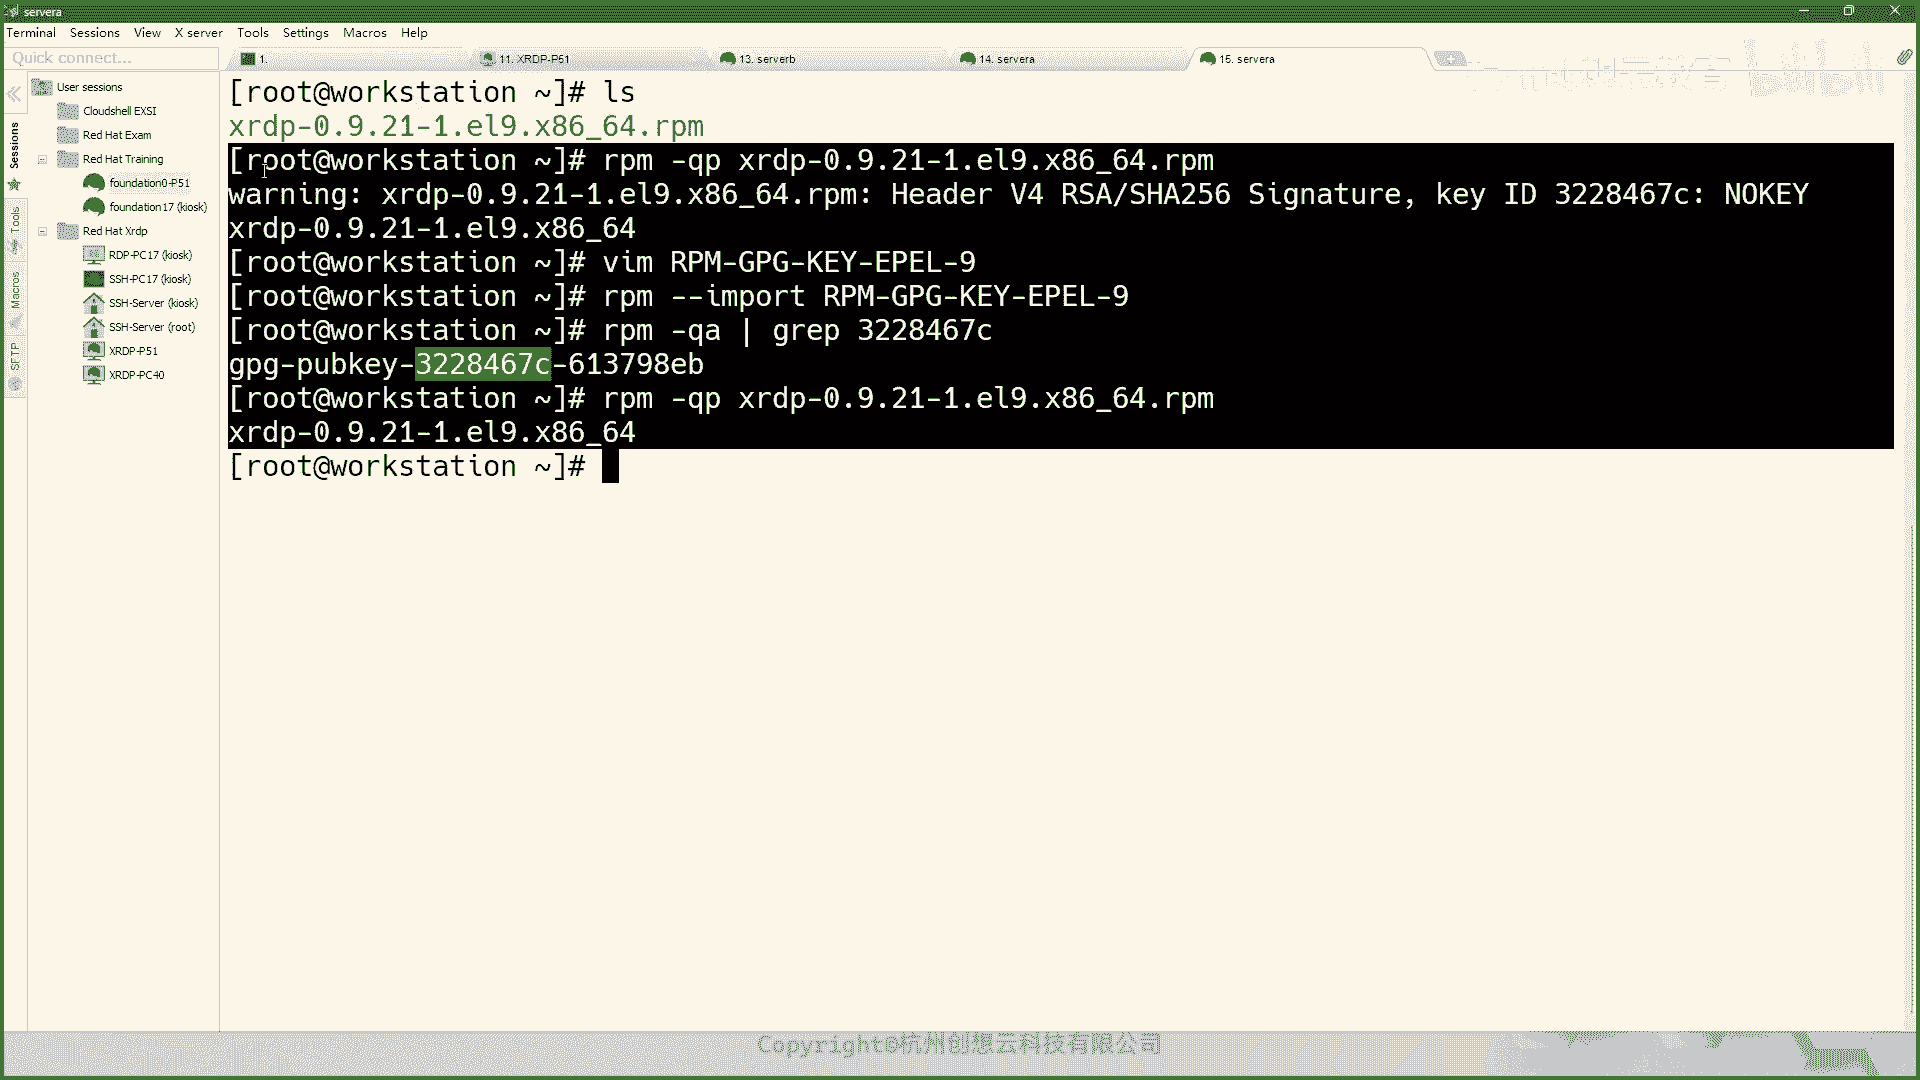 servera
Terminal Sessions View X server Tools Settings Macros Help
Quick connect...
1.
11. XRDP-P51
13. serverb
14. servera
15. servera
Sessions
Tools
Macros
SFTP
User sessions
Cloudshell EXSI
Red Hat Exam
Red Hat Training
foundation0-P51
foundation17 (kiosk)
Red Hat Xrdp
RDP-PC17 (kiosk)
SSH-PC17 (kiosk)
SSH-Server (kiosk)
SSH-Server (root)
XRDP-P51
XRDP-PC40
[root@workstation ~]# ls
xrdp-0.9.21-1.el9.x86_64.rpm
[root@workstation ~]# rpm -qp xrdp-0.9.21-1.el9.x86_64.rpm
warning: xrdp-0.9.21-1.el9.x86_64.rpm: Header V4 RSA/SHA256 Signature, key ID 3228467c: NOKEY
xrdp-0.9.21-1.el9.x86_64
[root@workstation ~]# vim RPM-GPG-KEY-EPEL-9
[root@workstation ~]# rpm --import RPM-GPG-KEY-EPEL-9
[root@workstation ~]# rpm -qa | grep 3228467c
gpg-pubkey-3228467c-613798eb
[root@workstation ~]# rpm -qp xrdp-0.9.21-1.el9.x86_64.rpm
xrdp-0.9.21-1.el9.x86_64
[root@workstation ~]#
Copyright©杭州创想云科技有限公司